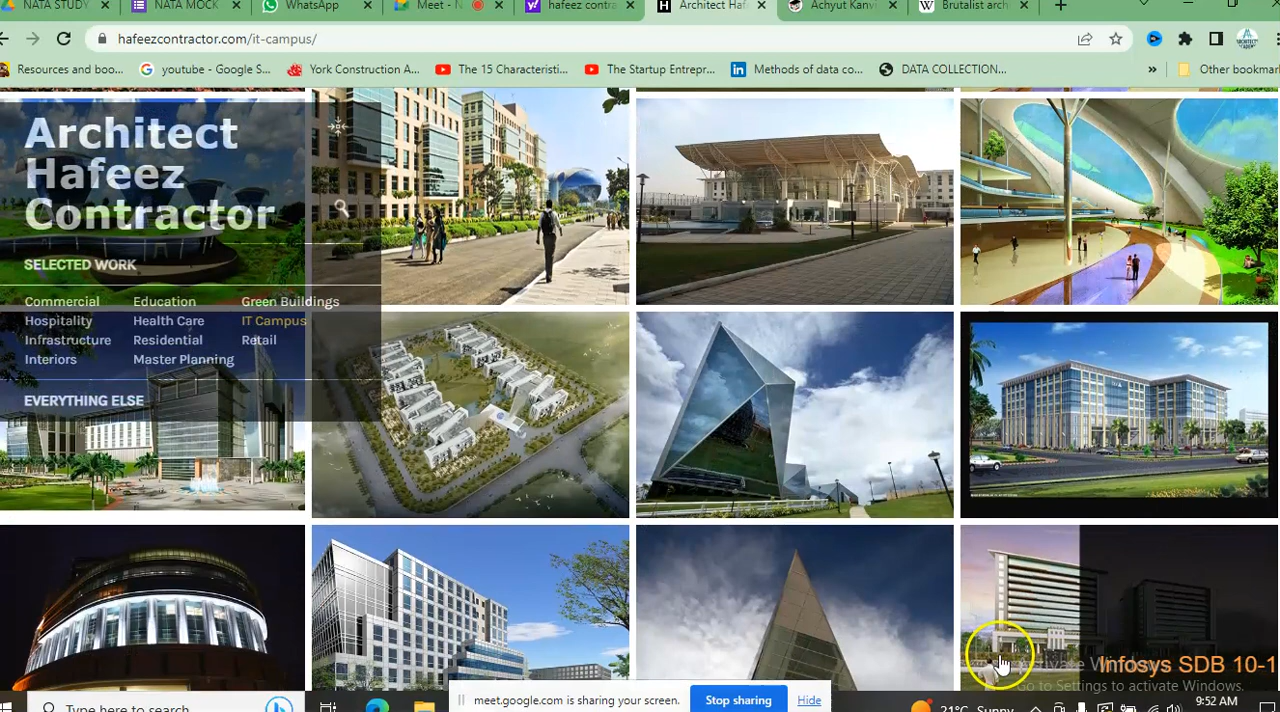 NATA STUDY
NATA MOCK
WhatsApp
Meet - N
hafeez contra
Architect Haf
Achyut Kanvi
Brutalist arch
hafeezcontractor.com/it-campus/
Resources and boo...
youtube - Google S...
York Construction A...
The 15 Characteristi...
The Startup Entrepr...
Methods of data co...
DATA COLLECTION...
»
Other bookmar
Architect
Hafeez
Contractor
SELECTED WORK
Commercial Education Green Buildings
Hospitality Health Care IT Campus
Infrastructure Residential Retail
Interiors Master Planning
EVERYTHING ELSE
Infosys SDB 10-1
Activate Windows
Go to Settings to activate Windows.
meet.google.com is sharing your screen.
Stop sharing
Hide
Type here to search
21°C Sunny
9:52 AM